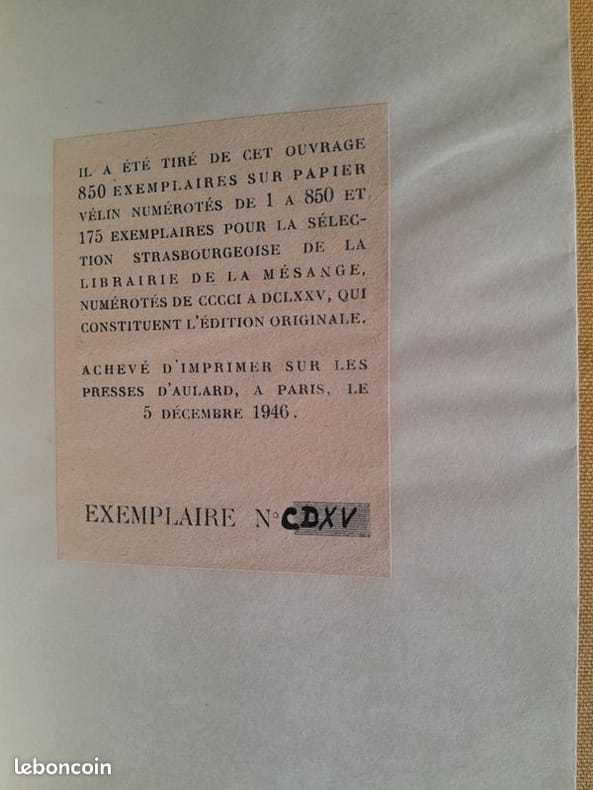 IL A ÉTÉ TIRÉ DE CET OUVRAGE
850 EXEMPLAIRES SUR PAPIER
VÉLIN NUMÉROTÉS DE 1 A 850 ET
175 EXEMPLAIRES POUR LA SÉLEC-
TION STRASBOURGEOISE DE LA
LIBRAIRIE DE LA MÉSANGE,
NUMÉROTÉS DE CCCCI A DCLXXV, QUI
CONSTITUENT L'ÉDITION ORIGINALE.
ACHEVÉ D'IMPRIMER SUR LES
PRESSES D'AULARD, A PARIS, LE
5 DÉCEMBRE 1946.
EXEMPLAIRE N° CDXV
leboncoin